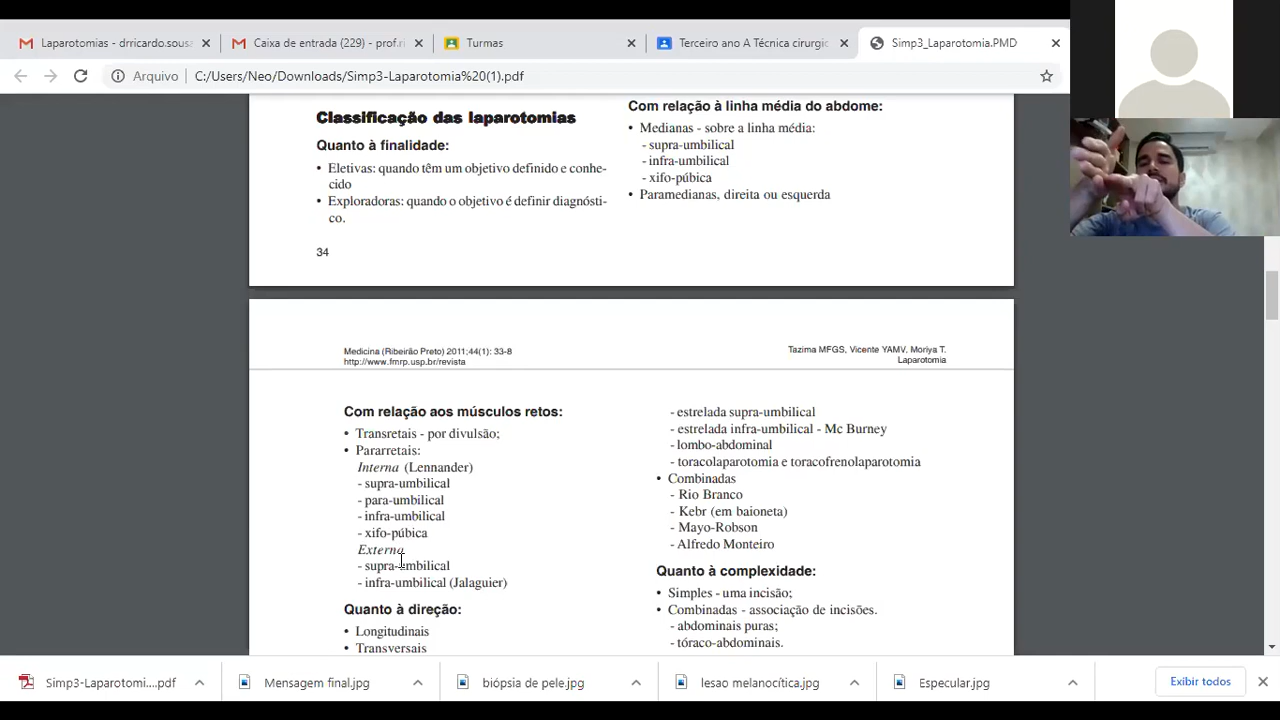 Laparotomias - drricardo.sous
Caixa de entrada (229) - prof.
Turmas
Terceiro ano A Técnica cirurgic
Simp3_Laparotomia.PMD
Arquivo
C:/Users/Neo/Downloads/Simp3-Laparotomia%20(1).pdf
Classificação das laparotomias
Quanto à finalidade:
• Eletivas: quando têm um objetivo definido e conhe-
cido
• Exploradoras: quando o objetivo é definir diagnósti-
co.
34
Com relação à linha média do abdome:
• Medianas - sobre a linha média:
- supra-umbilical
- infra-umbilical
- xifo-púbica
• Paramedianas, direita ou esquerda
Medicina (Ribeirão Preto) 2011;44(1): 33-8
http://www.fmrp.usp.br/revista
Tazima MFGS, Vicente YAMV, Moriya T.
Laparotomia
Com relação aos músculos retos:
• Transretais - por divulsão;
• Pararretais:
Interna (Lennander)
- supra-umbilical
- para-umbilical
- infra-umbilical
- xifo-púbica
Externa
- supra-umbilical
- infra-umbilical (Jalaguier)
Quanto à direção:
• Longitudinais
• Transversais
- estrelada supra-umbilical
- estrelada infra-umbilical - Mc Burney
- lombo-abdominal
- toracolaparotomia e toracofrenolaparotomia
• Combinadas
- Rio Branco
- Kebr (em baioneta)
- Mayo-Robson
- Alfredo Monteiro
Quanto à complexidade:
• Simples - uma incisão;
• Combinadas - associação de incisões.
- abdominais puras;
- tóraco-abdominais.
Simp3-Laparotomi....pdf
Mensagem final.jpg
biópsia de pele.jpg
lesao melanocítica.jpg
Especular.jpg
Exibir todos